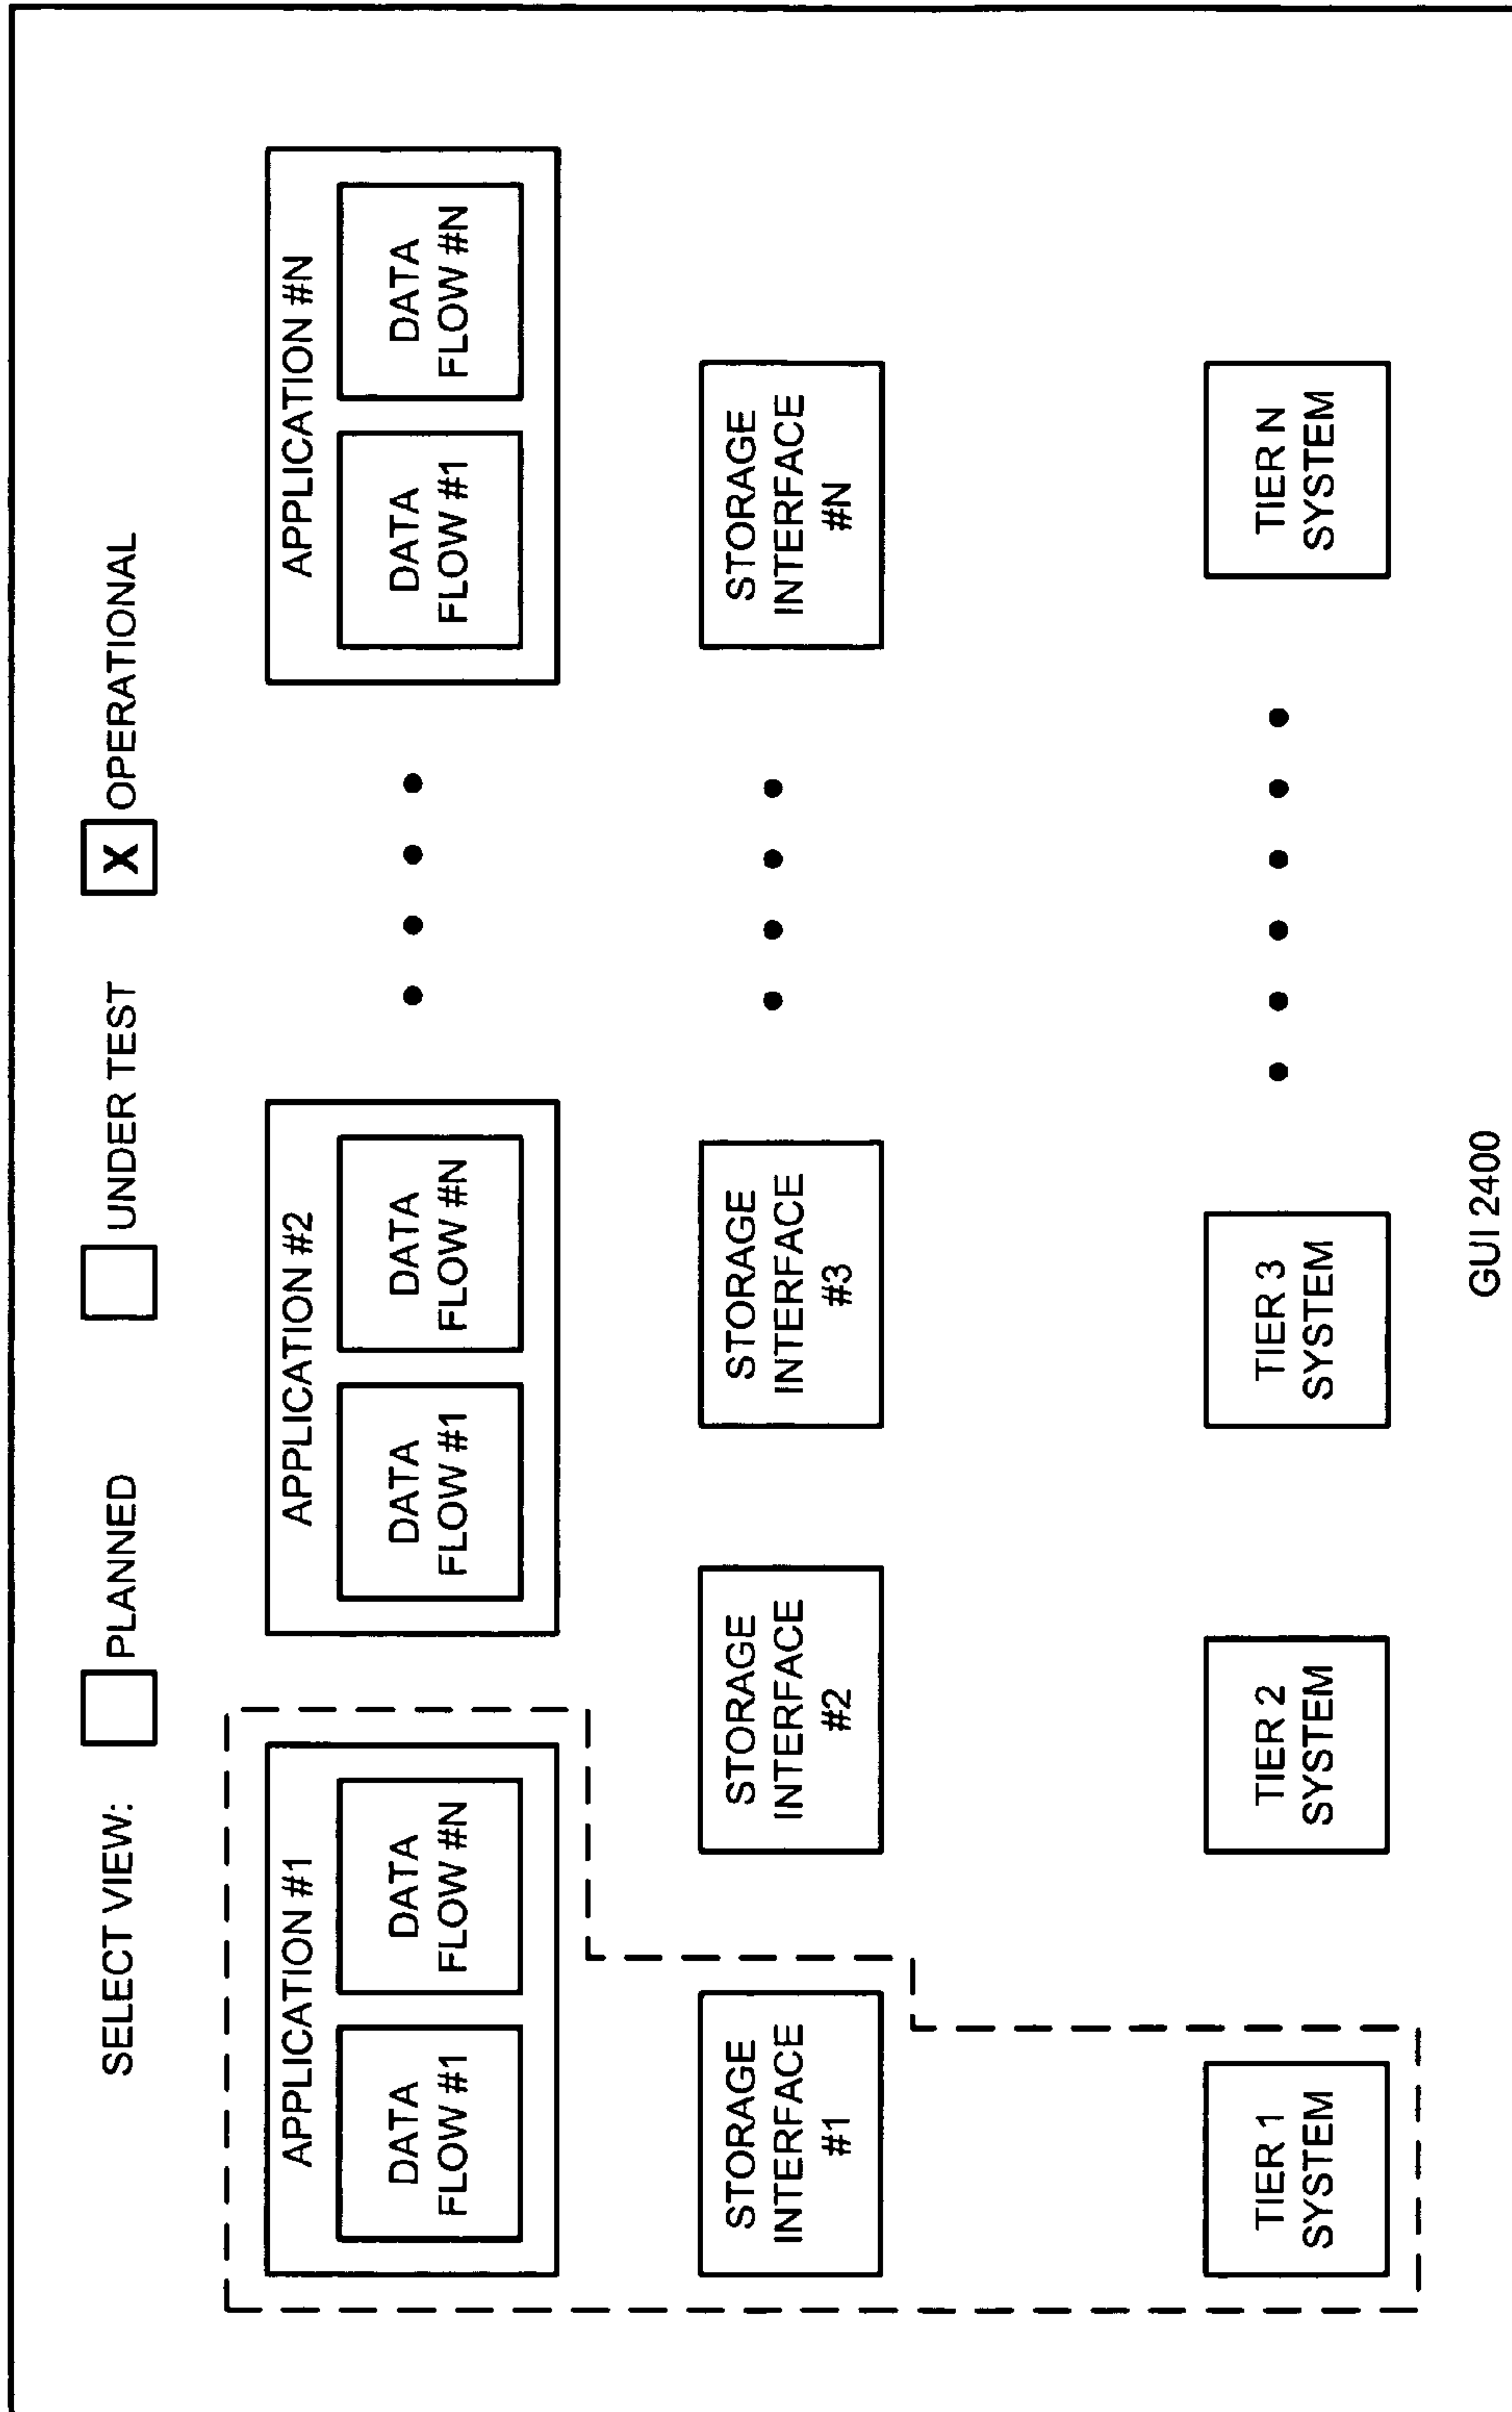 SELECT VIEW:
PLANNED
UNDER TEST
X OPERATIONAL
APPLICATION #1
DATA
FLOW #1
DATA
FLOW #N
APPLICATION #2
DATA
FLOW #1
DATA
FLOW #N
APPLICATION #N
DATA
FLOW #1
DATA
FLOW #N
STORAGE
INTERFACE
#1
STORAGE
INTERFACE
#2
STORAGE
INTERFACE
#3
STORAGE
INTERFACE
#N
TIER 1
SYSTEM
TIER 2
SYSTEM
TIER 3
SYSTEM
TIER N
SYSTEM
GUI 2400